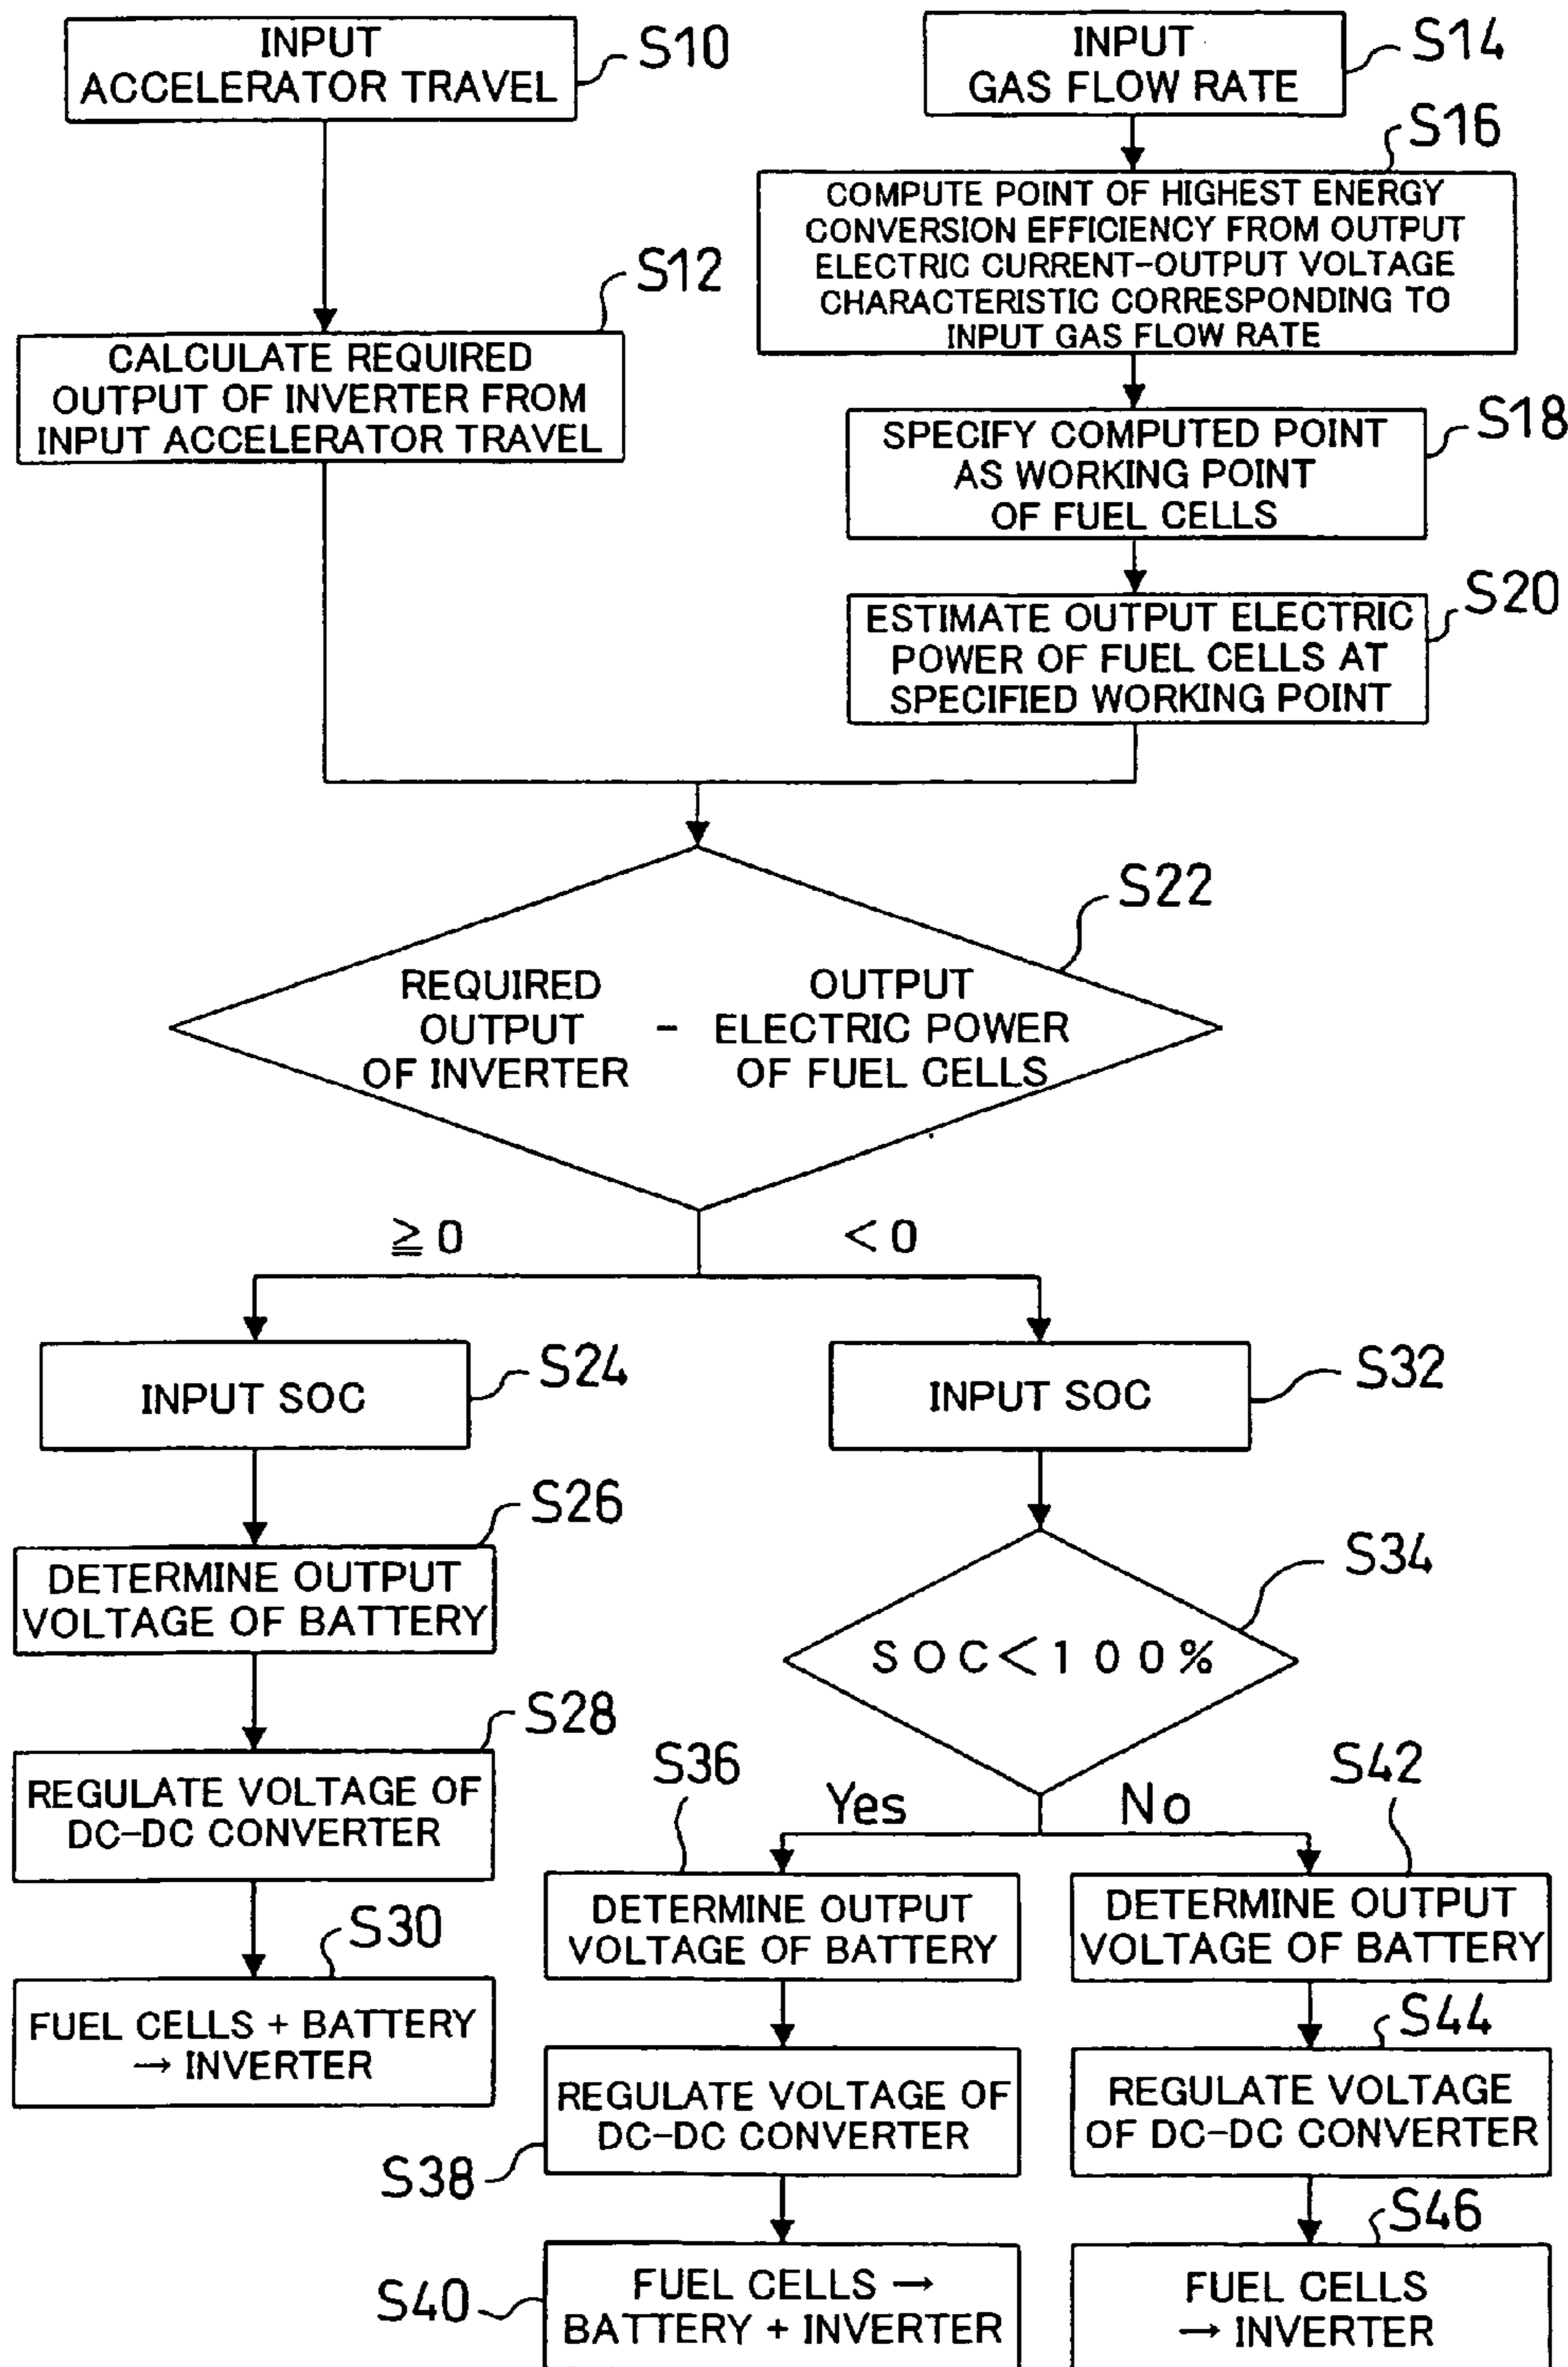 INPUT
ACCELERATOR TRAVEL
S10
INPUT
GAS FLOW RATE
S14
S16
COMPUTE POINT OF HIGHEST ENERGY
CONVERSION EFFICIENCY FROM OUTPUT
ELECTRIC CURRENT-OUTPUT VOLTAGE
CHARACTERISTIC CORRESPONDING TO
INPUT GAS FLOW RATE
S12
CALCULATE REQUIRED
OUTPUT OF INVERTER FROM
INPUT ACCELERATOR TRAVEL
SPECIFY COMPUTED POINT
AS WORKING POINT
OF FUEL CELLS
S18
ESTIMATE OUTPUT ELECTRIC
POWER OF FUEL CELLS AT
SPECIFIED WORKING POINT
S20
S22
REQUIRED
OUTPUT
OF INVERTER
-
OUTPUT
ELECTRIC POWER
OF FUEL CELLS
≧0
<0
INPUT SOC
S24
INPUT SOC
S32
S26
DETERMINE OUTPUT
VOLTAGE OF BATTERY
S34
SOC<100%
S28
REGULATE VOLTAGE OF
DC-DC CONVERTER
S36
Yes
No
S42
DETERMINE OUTPUT
VOLTAGE OF BATTERY
DETERMINE OUTPUT
VOLTAGE OF BATTERY
S30
FUEL CELLS + BATTERY
→ INVERTER
S44
REGULATE VOLTAGE OF
DC-DC CONVERTER
S38
REGULATE VOLTAGE
OF DC-DC CONVERTER
S46
S40
FUEL CELLS →
BATTERY + INVERTER
FUEL CELLS
→ INVERTER